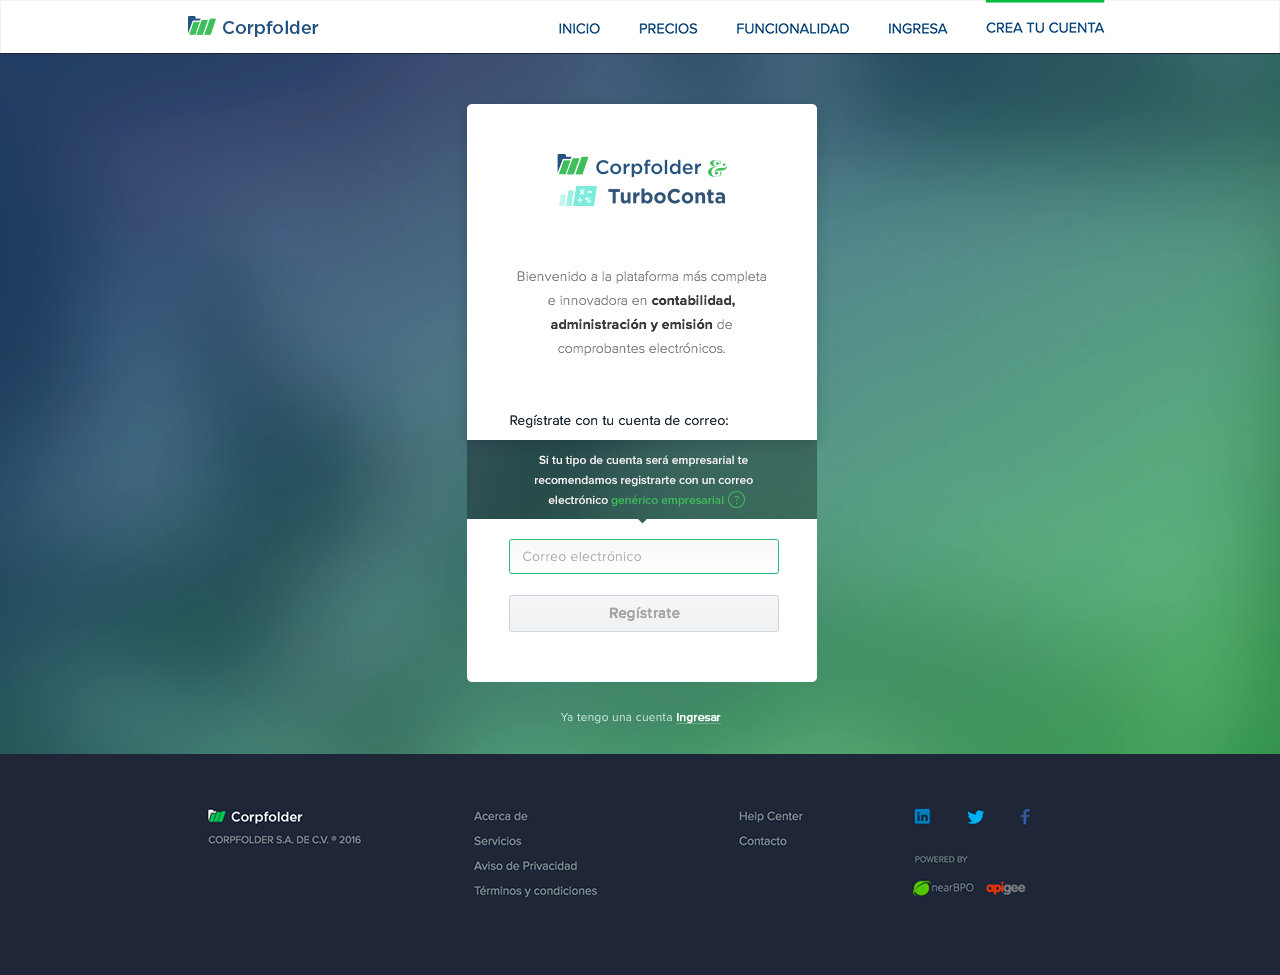 Corpfolder INICIO PRECIOS FUNCIONALIDAD INGRESA CREA TU CUENTA
Corpfolder &
TurboConta
Bienvenido a la plataforma más completa
e innovadora en contabilidad,
administración y emisión de
comprobantes electrónicos.
Regístrate con tu cuenta de correo:
Si tu tipo de cuenta será empresarial te
recomendamos registrarte con un correo
electrónico genérico empresarial ?
Correo electrónico
Regístrate
Ya tengo una cuenta Ingresar
Corpfolder
CORPFOLDER S.A. DE C.V. ® 2016
Acerca de
Servicios
Aviso de Privacidad
Términos y condiciones
Help Center
Contacto
POWERED BY
nearBPO apigee